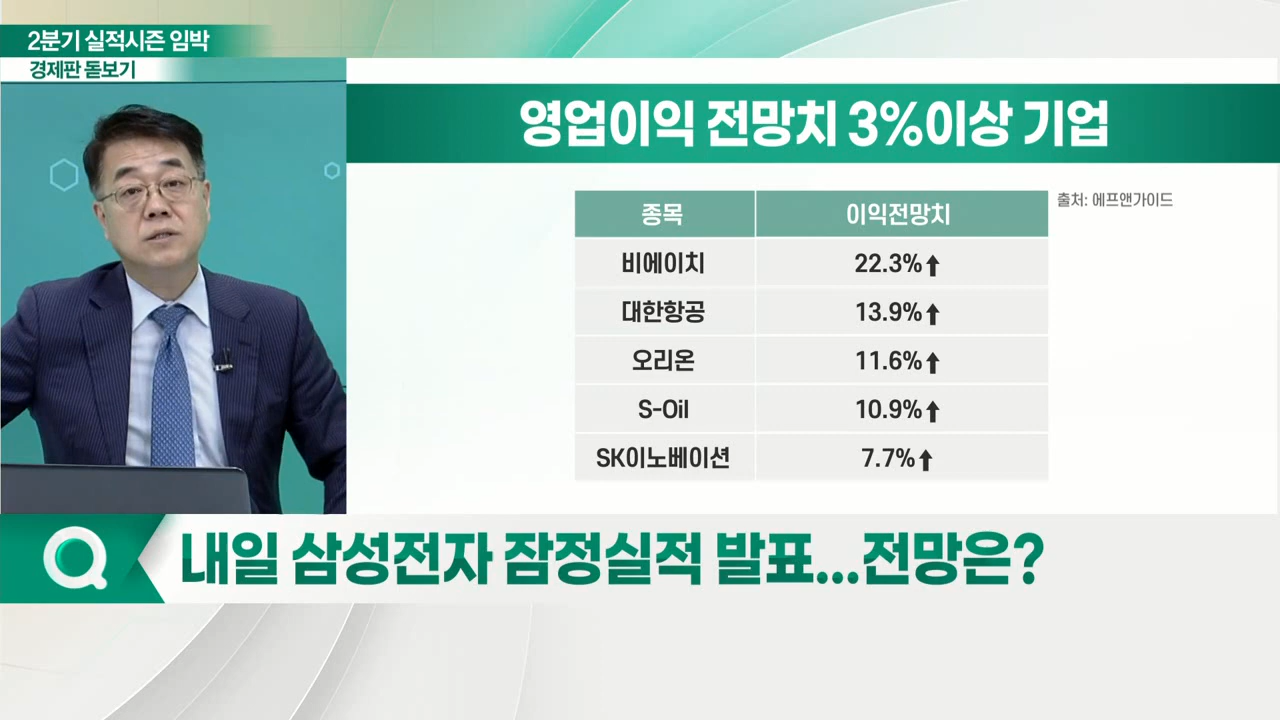 2분기 실적시즌 임박
경제판 돋보기
영업이익 전망치 3%이상 기업
출처: 에프앤가이드
종목 이익전망치
비에이치 22.3%⬆
대한항공 13.9%⬆
오리온 11.6%⬆
S-Oil 10.9%⬆
SK이노베이션 7.7%⬆
Q 내일 삼성전자 잠정실적 발표...전망은?